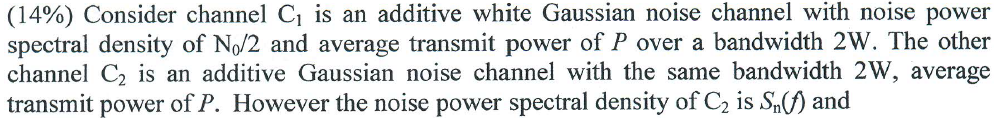 (14%) Consider channel C₁ is an additive white Gaussian noise channel with noise power
spectral density of N₀/2 and average transmit power of P over a bandwidth 2W. The other
channel C₂ is an additive Gaussian noise channel with the same bandwidth 2W, average
transmit power of P. However the noise power spectral density of C₂ is Sₙ(f) and